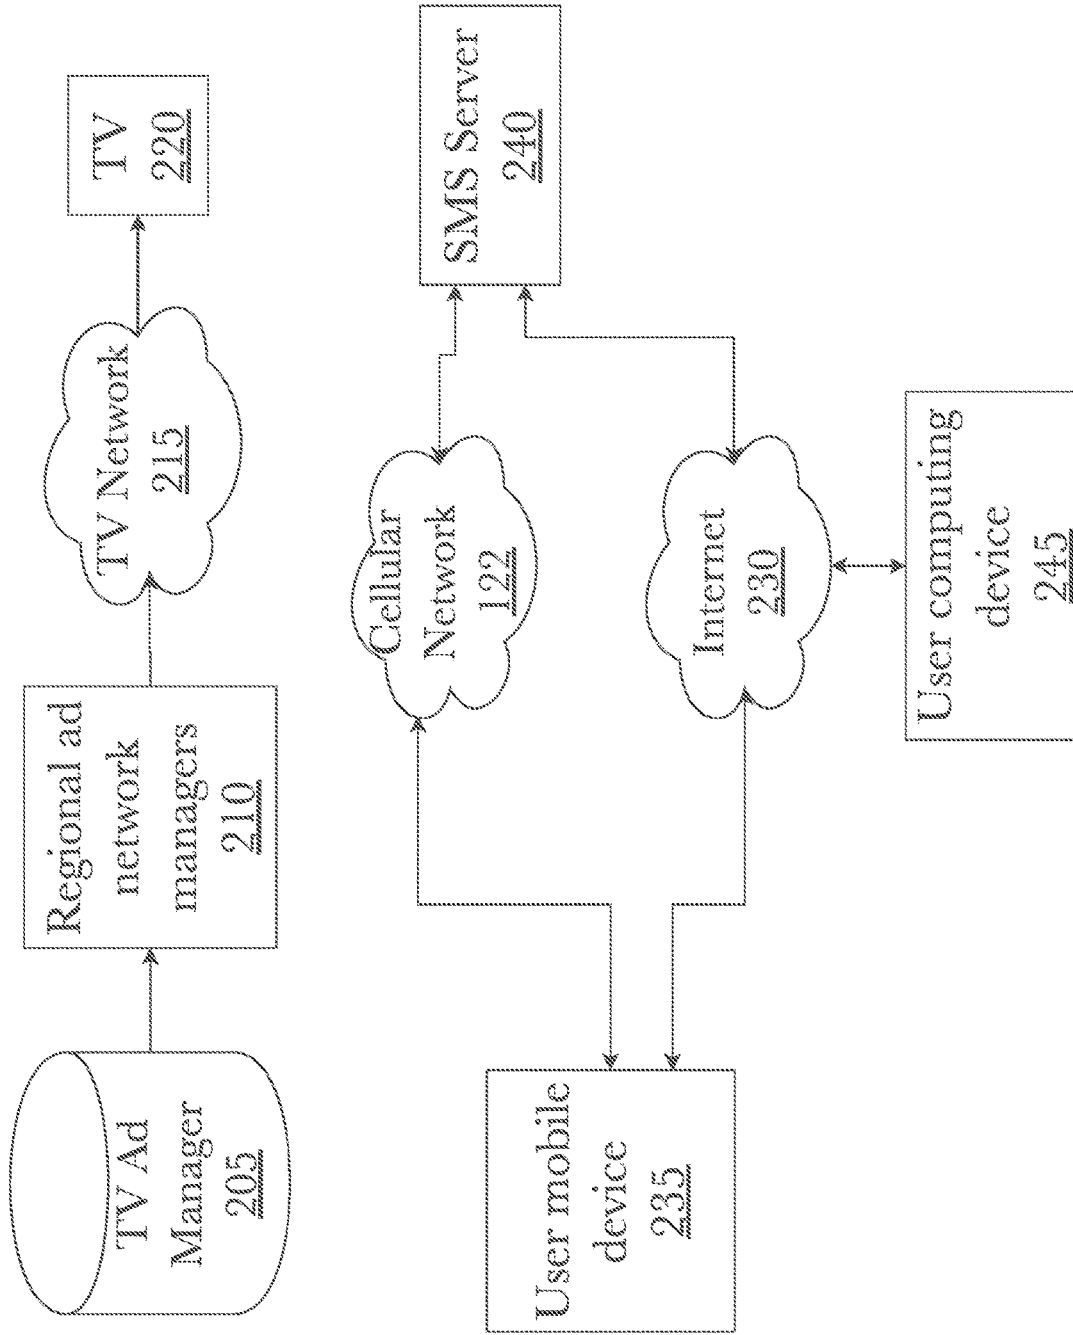 TV Ad
Manager
205
Regional ad
network
managers
210
TV Network
215
TV
220
User mobile
device
235
Cellular
Network
122
Internet
230
SMS Server
240
User computing
device
245